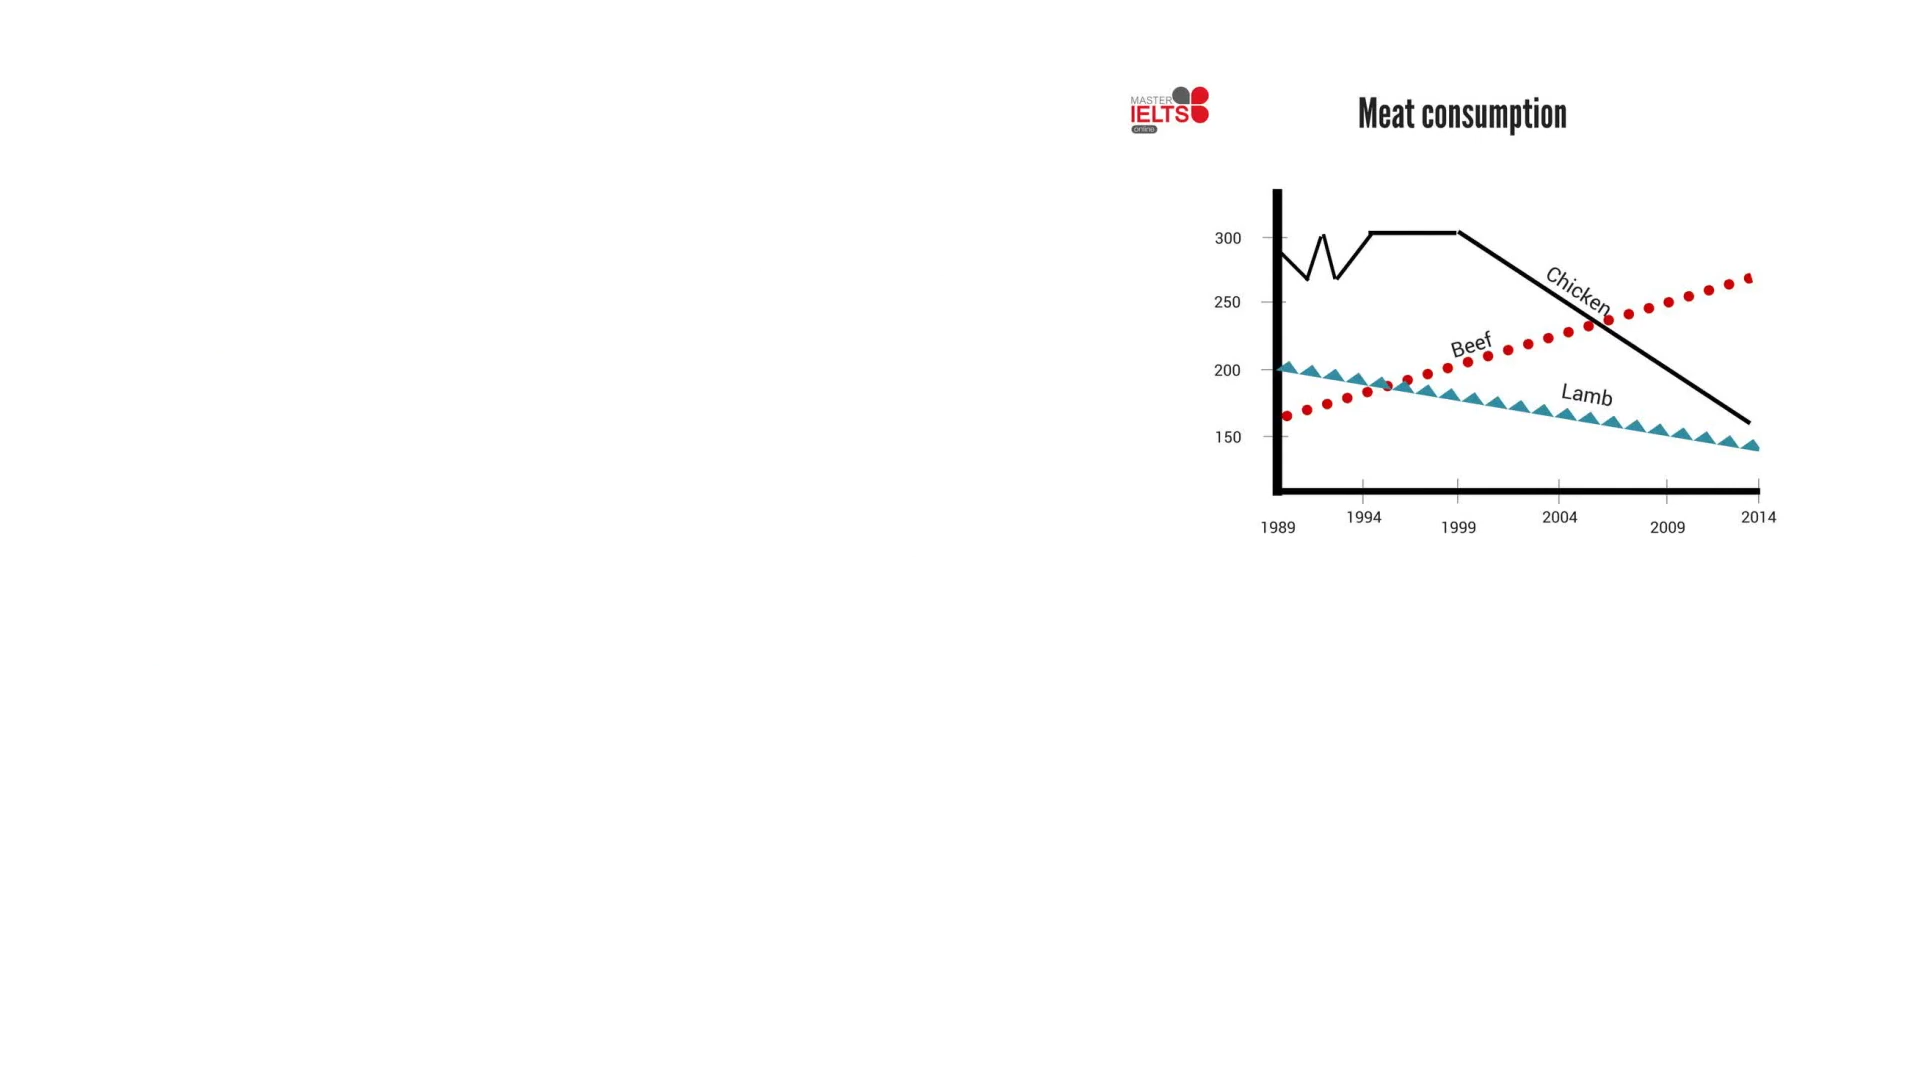 MASTER
IELTS
online
Meat consumption
300
250
200
150
Chicken
Beef
Lamb
1989
1994
1999
2004
2009
2014